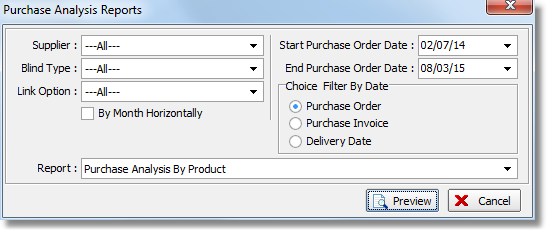 Purchase Analysis Reports
Supplier : ---All---
Blind Type : ---All---
Link Option : ---All---
By Month Horizontally
Start Purchase Order Date : 02/07/14
End Purchase Order Date : 08/03/15
Choice Filter By Date
Purchase Order
Purchase Invoice
Delivery Date
Report : Purchase Analysis By Product
Preview Cancel